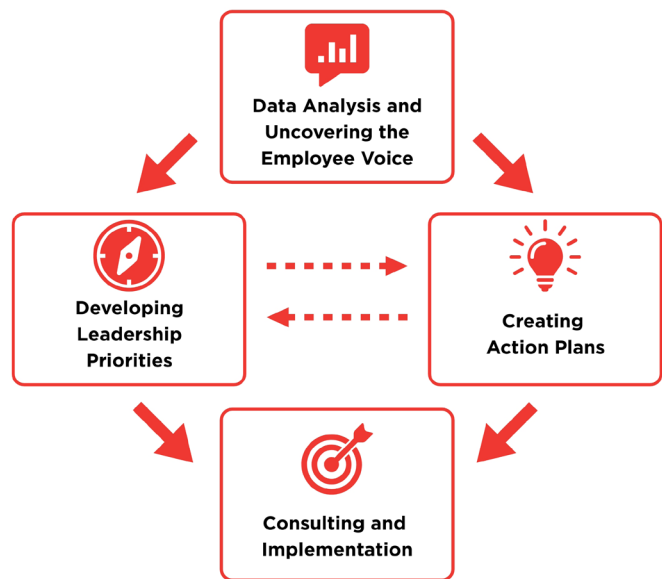 Data Analysis and
Uncovering the
Employee Voice
Developing
Leadership
Priorities
Creating
Action Plans
Consulting and
Implementation